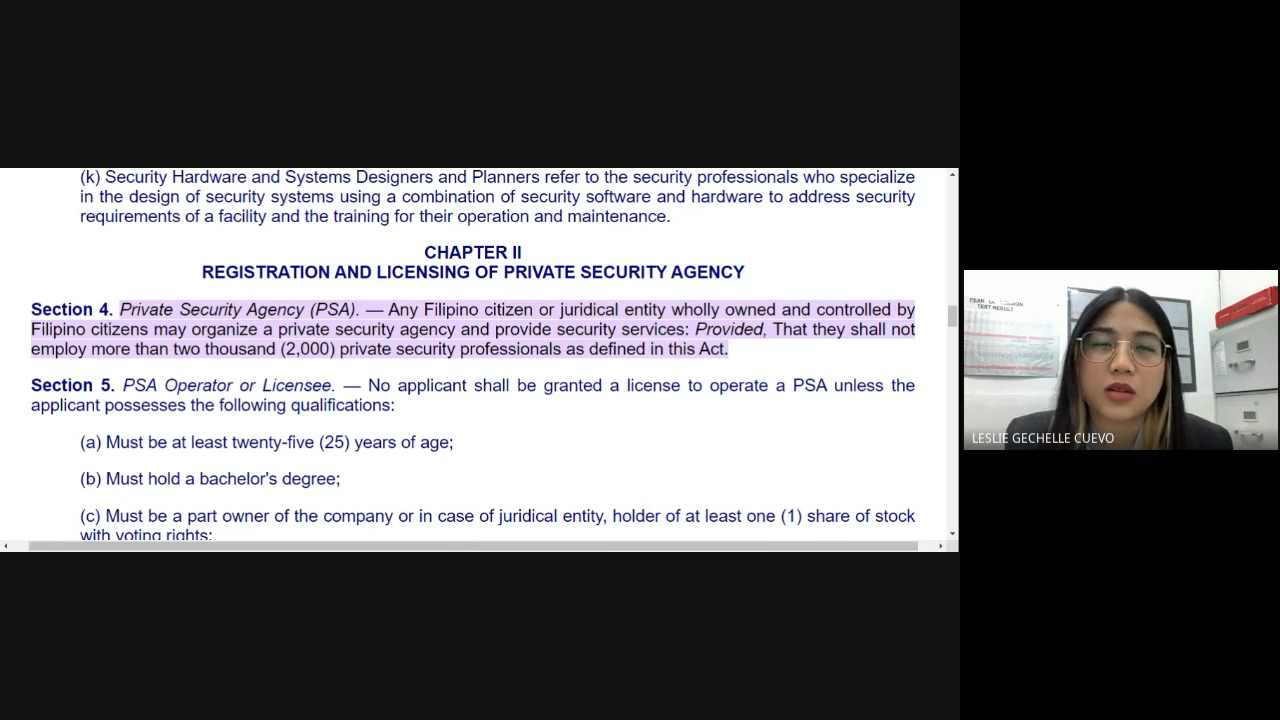 (k) Security Hardware and Systems Designers and Planners refer to the security professionals who specialize
in the design of security systems using a combination of security software and hardware to address security
requirements of a facility and the training for their operation and maintenance.
CHAPTER II
REGISTRATION AND LICENSING OF PRIVATE SECURITY AGENCY
Section 4. Private Security Agency (PSA). — Any Filipino citizen or juridical entity wholly owned and controlled by
Filipino citizens may organize a private security agency and provide security services: Provided, That they shall not
employ more than two thousand (2,000) private security professionals as defined in this Act.
Section 5. PSA Operator or Licensee. — No applicant shall be granted a license to operate a PSA unless the
applicant possesses the following qualifications:
(a) Must be at least twenty-five (25) years of age;
(b) Must hold a bachelor's degree;
(c) Must be a part owner of the company or in case of juridical entity, holder of at least one (1) share of stock
with voting rights;
TEST RESULT
LESLIE GECHELLE CUEVO